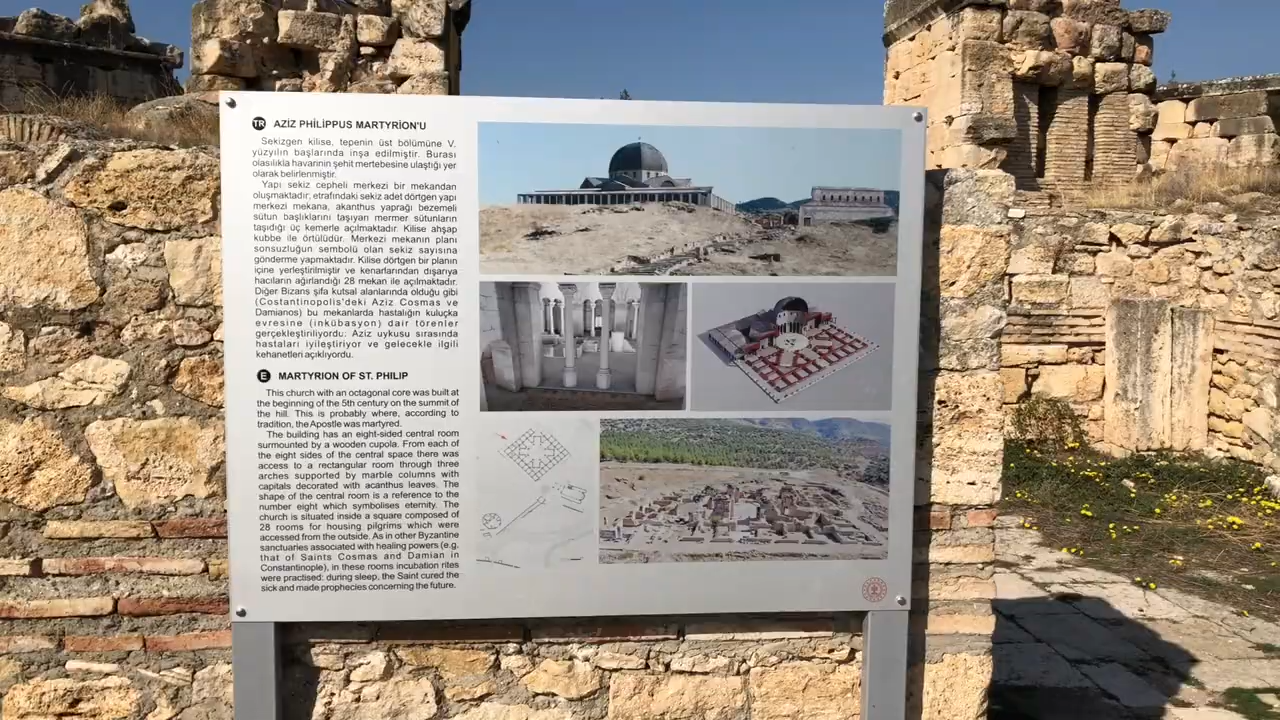 TR AZİZ PHİLİPPUS MARTYRİON'U
Sekizgen kilise, tepenin üst bölümüne V.
yüzyılın başlarında inşa edilmiştir. Burası
olasılıkla havarinin şehit mertebesine ulaştığı yer
olarak belirlenmiştir.
Yapı sekiz cepheli merkezi bir mekandan
oluşmaktadır, etrafındaki sekiz adet dörtgen yapı
merkezi mekana, akanthus yaprağı bezemeli
sütun başlıklarını taşıyan mermer sütunların
taşıdığı üç kemerle açılmaktadır. Kilise ahşap
kubbe ile örtülüdür. Merkezi mekanın planı
sonsuzluğun sembolü olan sekiz sayısına
gönderme yapmaktadır. Kilise dörtgen bir planın
içine yerleştirilmiştir ve kenarlarından dışarıya
hacıların ağırlandığı 28 mekan ile açılmaktadır.
Diğer Bizans şifa kutsal alanlarında olduğu gibi
(Costantinopolis'deki Aziz Cosmas ve
Damianos) bu mekanlarda hastalığın kuluçka
evresine (inkübasyon) dair törenler
gerçekleştiriliyordu: Aziz uykusu sırasında
hastaları iyileştiriyor ve gelecekle ilgili
kehanetleri açıklıyordu.
E MARTYRION OF ST. PHILIP
This church with an octagonal core was built at
the beginning of the 5th century on the summit of
the hill. This is probably where, according to
tradition, the Apostle was martyred.
The building has an eight-sided central room
surmounted by a wooden cupola. From each of
the eight sides of the central space there was
access to a rectangular room through three
arches supported by marble columns with
capitals decorated with acanthus leaves. The
shape of the central room is a reference to the
number eight which symbolises eternity. The
church is situated inside a square composed of
28 rooms for housing pilgrims which were
accessed from the outside. As in other Byzantine
sanctuaries associated with healing powers (e.g.
that of Saints Cosmas and Damian in
Constantinople), in these rooms incubation rites
were practised: during sleep, the Saint cured the
sick and made prophecies concerning the future.